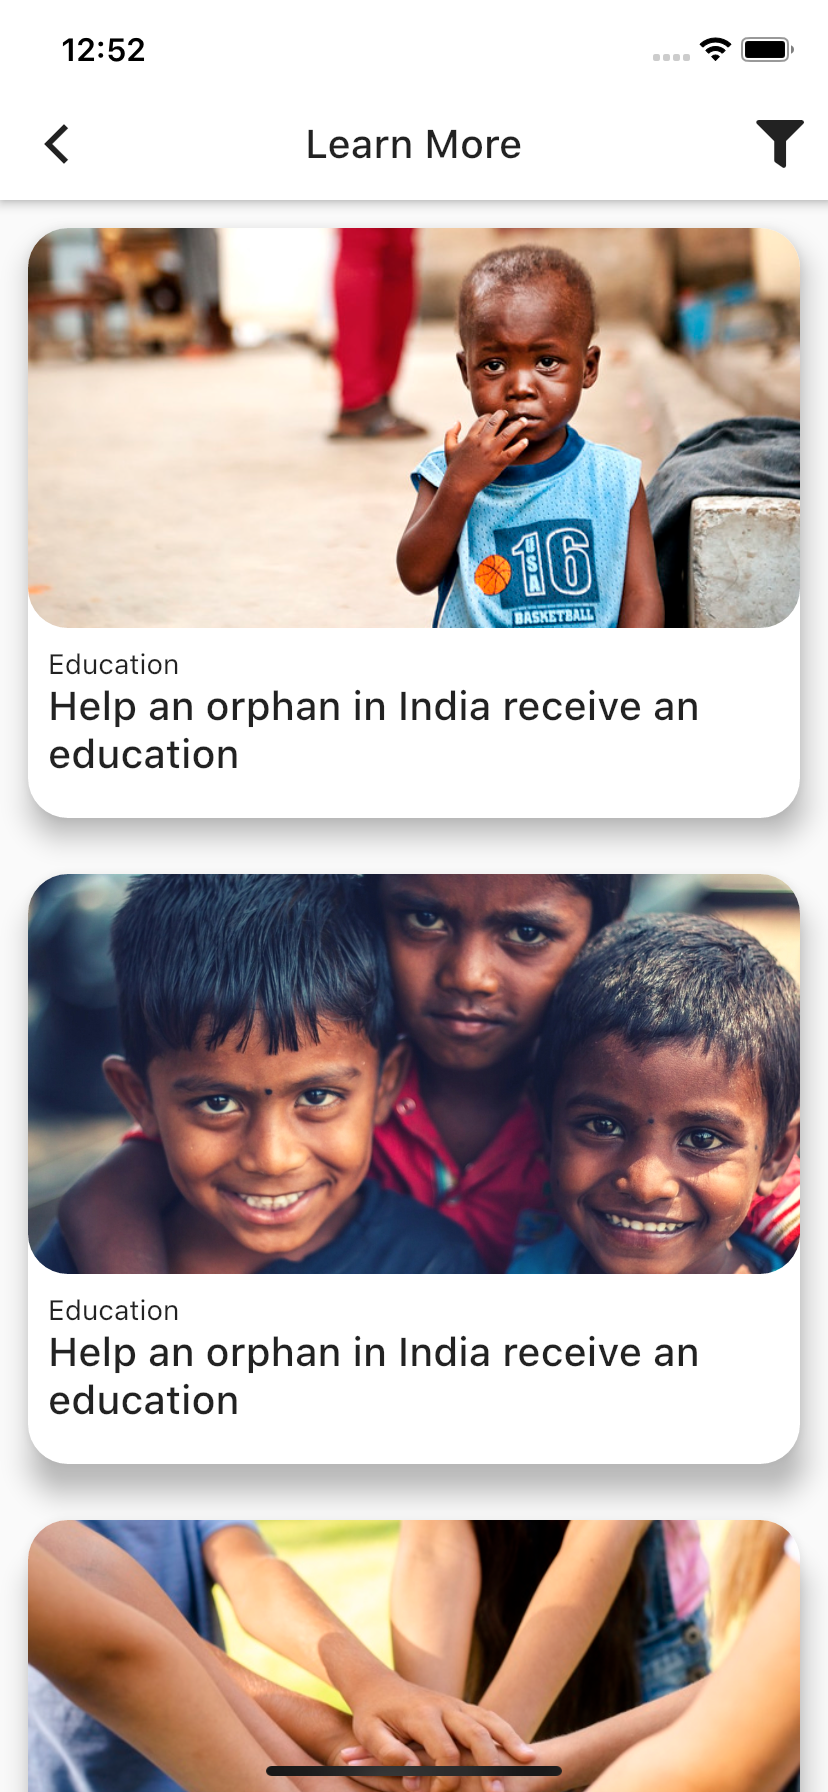 12:52
Learn More
16
USA
BASKETBALL
Education
Help an orphan in India receive an
education
Education
Help an orphan in India receive an
education